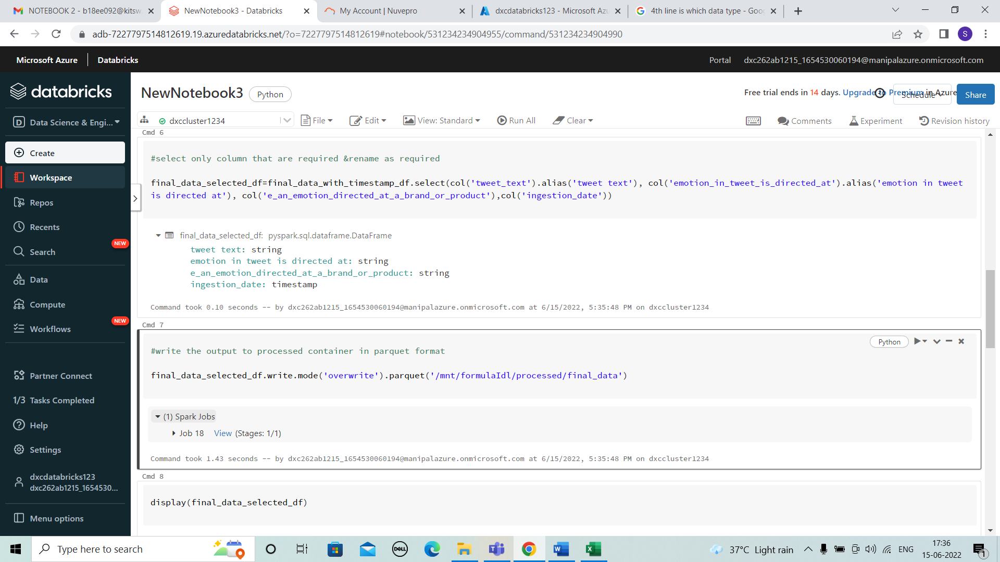 NOTEBOOK 2 - b18ee092@kitsw.
NewNotebook3 - Databricks
My Account | Nuvepro
dxcdatabricks123 - Microsoft Azu
4th line is which data type - Goo
adb-7227797514812619.19.azuredatabricks.net/?o=7227797514812619#notebook/531234234904955/command/531234234904990
S
Microsoft Azure
Databricks
Portal
dxc262ab1215_1654530060194@manipalazure.onmicrosoft.com
databricks
NewNotebook3
Python
Free trial ends in 14 days. Upgrade to Premium in Azure
Schedule
Share
D
Data Science & Engi...
dxccluster1234
File
Edit
View: Standard
Run All
Clear
Comments
Experiment
Revision history
Create
Workspace
Repos
Recents
NEW
Search
Data
Compute
NEW
Workflows
Partner Connect
1/3 Tasks Completed
Help
Settings
dxcdatabricks123
dxc262ab1215_1654530...
Menu options
Cmd 6
#select only column that are required &rename as required
final_data_selected_df=final_data_with_timestamp_df.select(col('tweet_text').alias('tweet text'), col('emotion_in_tweet_is_directed_at').alias('emotion in tweet
is directed at'), col('e_an_emotion_directed_at_a_brand_or_product'),col('ingestion_date'))
final_data_selected_df: pyspark.sql.dataframe.DataFrame
tweet text: string
emotion in tweet is directed at: string
e_an_emotion_directed_at_a_brand_or_product: string
ingestion_date: timestamp
Command took 0.10 seconds -- by dxc262ab1215_1654530060194@manipalazure.onmicrosoft.com at 6/15/2022, 5:35:48 PM on dxccluster1234
Cmd 7
Python
#write the output to processed container in parquet format
final_data_selected_df.write.mode('overwrite').parquet('/mnt/formulaIdl/processed/final_data')
(1) Spark Jobs
Job 18 View (Stages: 1/1)
Command took 1.43 seconds -- by dxc262ab1215_1654530060194@manipalazure.onmicrosoft.com at 6/15/2022, 5:35:48 PM on dxccluster1234
Cmd 8
display(final_data_selected_df)
Type here to search
DELL
37°C Light rain
ENG
17:36
15-06-2022
1